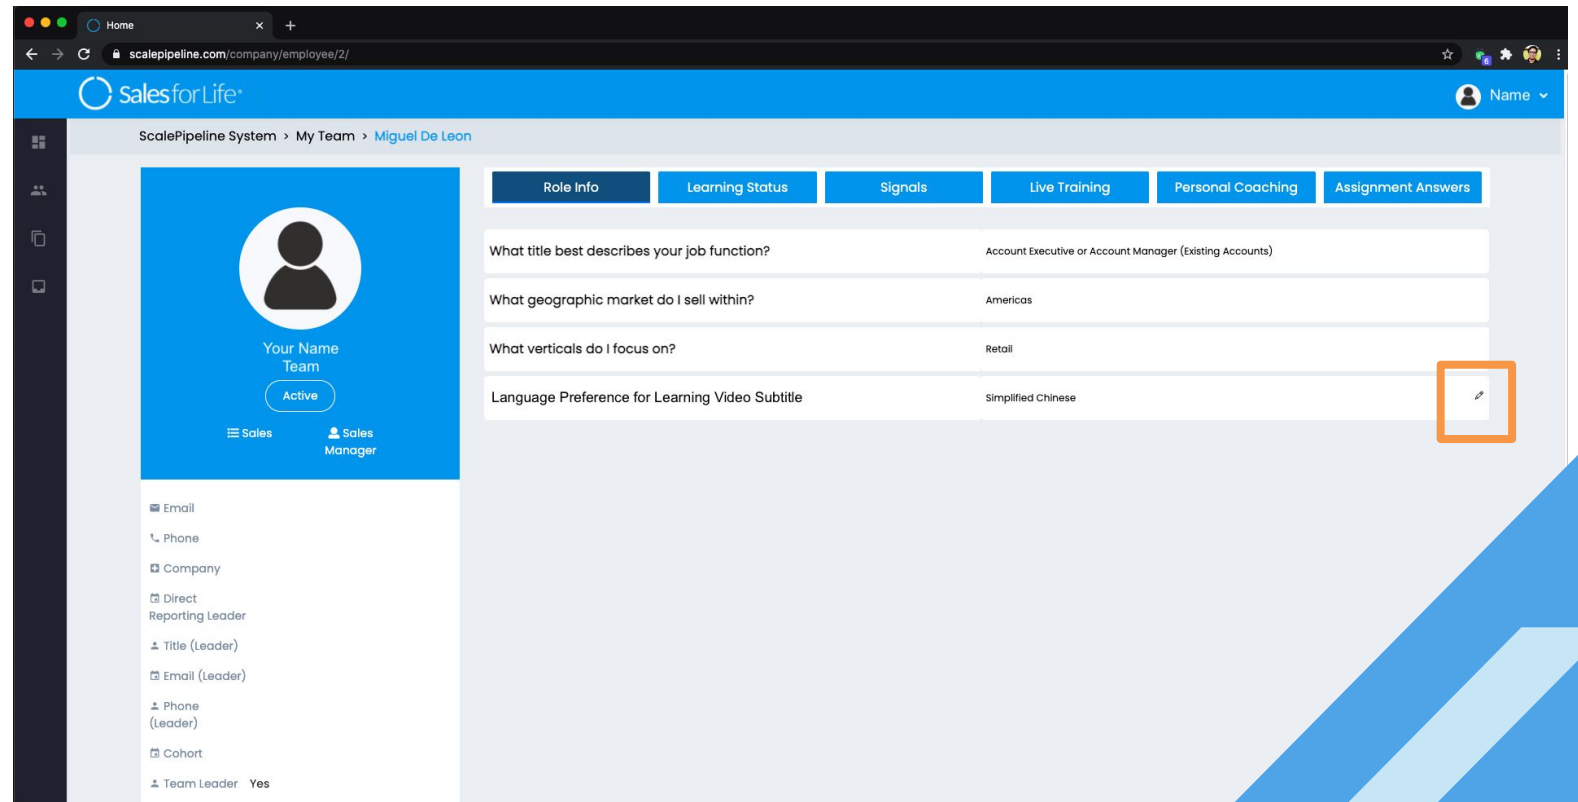 Home
scalepipeline.com/company/employee/2/
6
Sales for Life
Name
ScalePipeline System > My Team > Miguel De Leon
Role Info
Learning Status
Signals
Live Training
Personal Coaching
Assignment Answers
Your Name
Team
Active
Sales
Sales
Manager
What title best describes your job function?
Account Executive or Account Manager (Existing Accounts)
What geographic market do I sell within?
Americas
What verticals do I focus on?
Retail
Language Preference for Learning Video Subtitle
Simplified Chinese
Email
Phone
Company
Direct
Reporting Leader
Title (Leader)
Email (Leader)
Phone
(Leader)
Cohort
Team Leader Yes